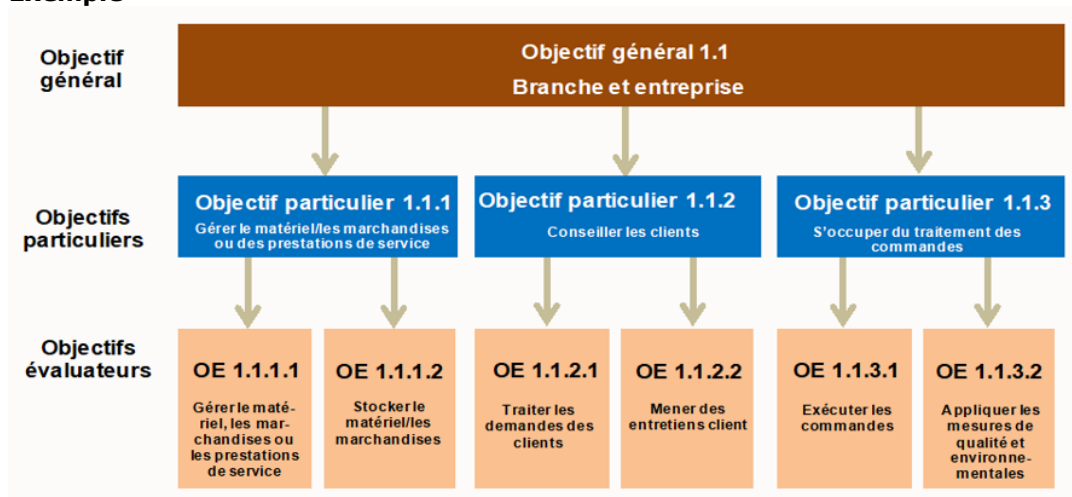 Exemple
Objectif
général
Objectif général 1.1
Branche et entreprise
Objectifs
particuliers
Objectif particulier 1.1.1
Gérer le matériel/les marchandises
ou des prestations de service
Objectif particulier 1.1.2
Conseiller les clients
Objectif particulier 1.1.3
S'occuper du traitement des
commandes
Objectifs
évaluateurs
OE 1.1.1.1
Gérer le maté-
riel, les mar-
chandises ou
les prestations
de service
OE 1.1.1.2
Stocker le
matériel/les
marchandises
OE 1.1.2.1
Traiter les
demandes des
clients
OE 1.1.2.2
Mener des
entretiens client
OE 1.1.3.1
Exécuter les
commandes
OE 1.1.3.2
Appliquer les
mesures de
qualité et
environne-
mentales